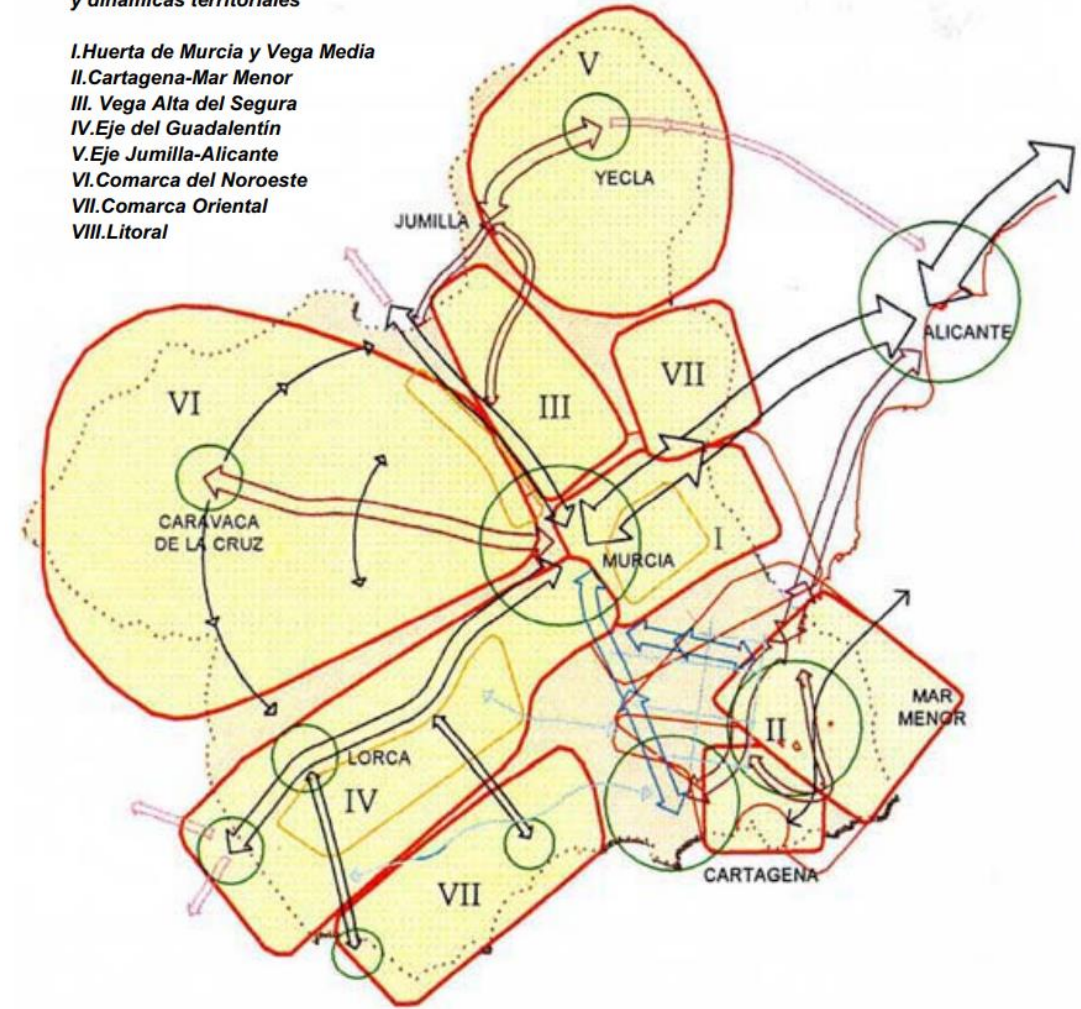 y dinámicas territoriales
I.Huerta de Murcia y Vega Media
II.Cartagena-Mar Menor
III. Vega Alta del Segura
IV.Eje del Guadalentín
V.Eje Jumilla-Alicante
VI.Comarca del Noroeste
VII.Comarca Oriental
VIII.Litoral
V
YECLA
JUMILLA
ALICANTE
VII
VI
III
CARAVACA
DE LA CRUZ
I
MURCIA
MAR
MENOR
II
LORCA
IV
CARTAGENA
VII